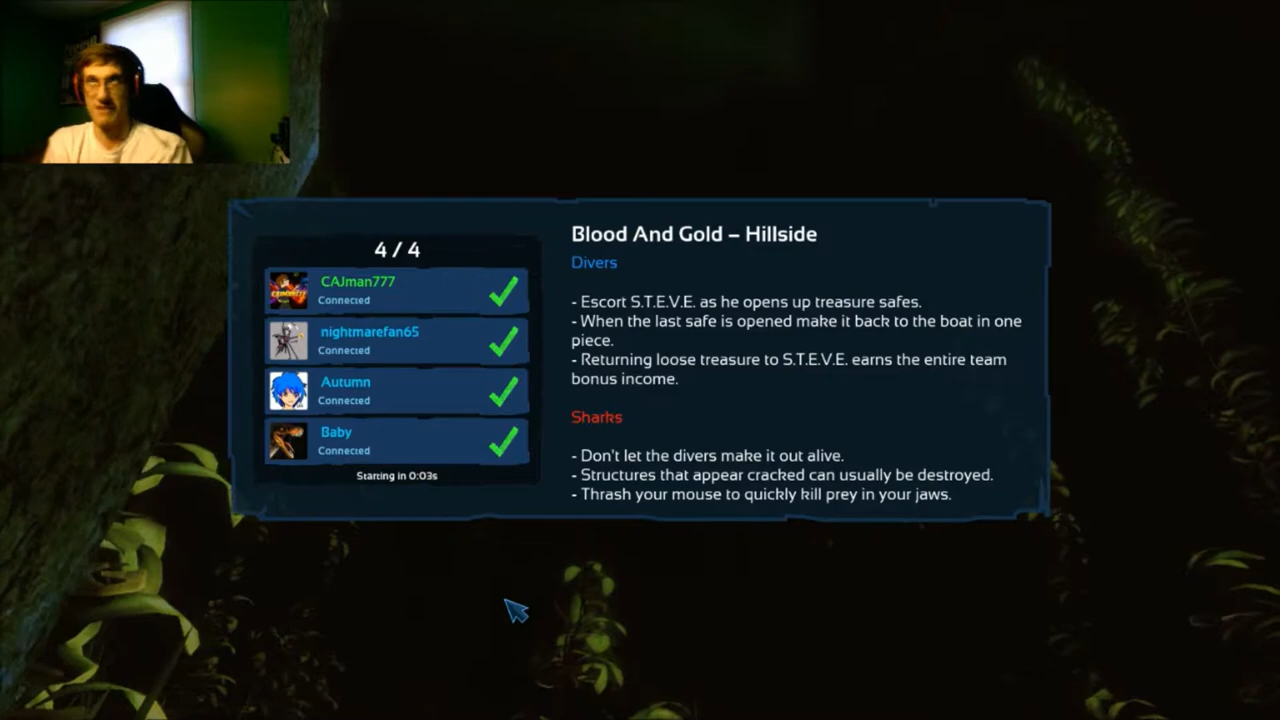 4 / 4
CAJman777
Connected
nightmarefan65
Connected
Autumn
Connected
Baby
Connected
Starting in 0:03s
Blood And Gold – Hillside
Divers
- Escort S.T.E.V.E. as he opens up treasure safes.
- When the last safe is opened make it back to the boat in one
piece.
- Returning loose treasure to S.T.E.V.E. earns the entire team
bonus income.
Sharks
- Don't let the divers make it out alive.
- Structures that appear cracked can usually be destroyed.
- Thrash your mouse to quickly kill prey in your jaws.